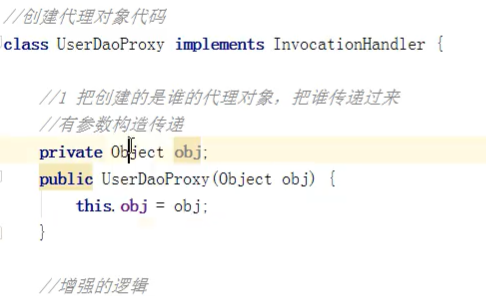 //创建代理对象代码
class UserDaoProxy implements InvocationHandler {
//1 把创建的是谁的代理对象，把谁传递过来
//有参数构造传递
private Object obj;
public UserDaoProxy(Object obj) {
this.obj = obj;
}
//增强的逻辑